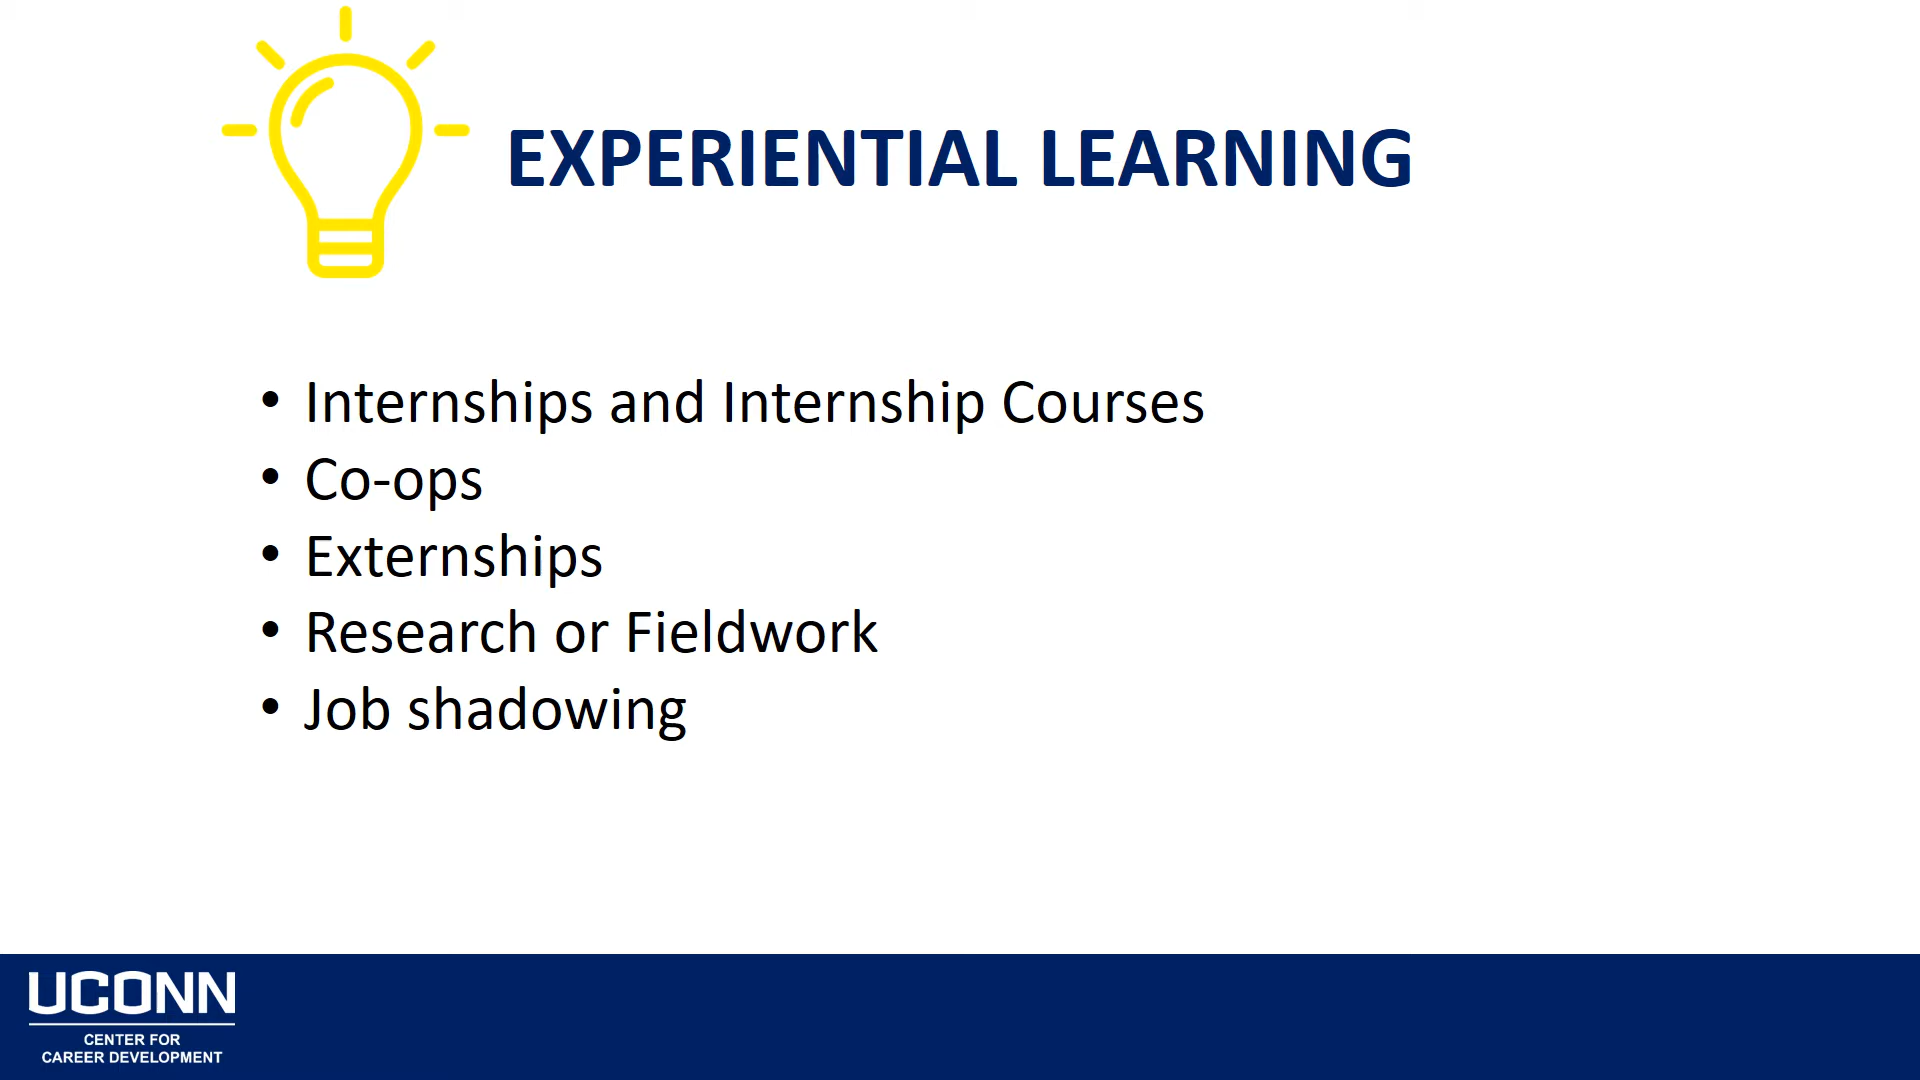 EXPERIENTIAL LEARNING
• Internships and Internship Courses
• Co-ops
• Externships
• Research or Fieldwork
• Job shadowing
UCONN
CENTER FOR
CAREER DEVELOPMENT